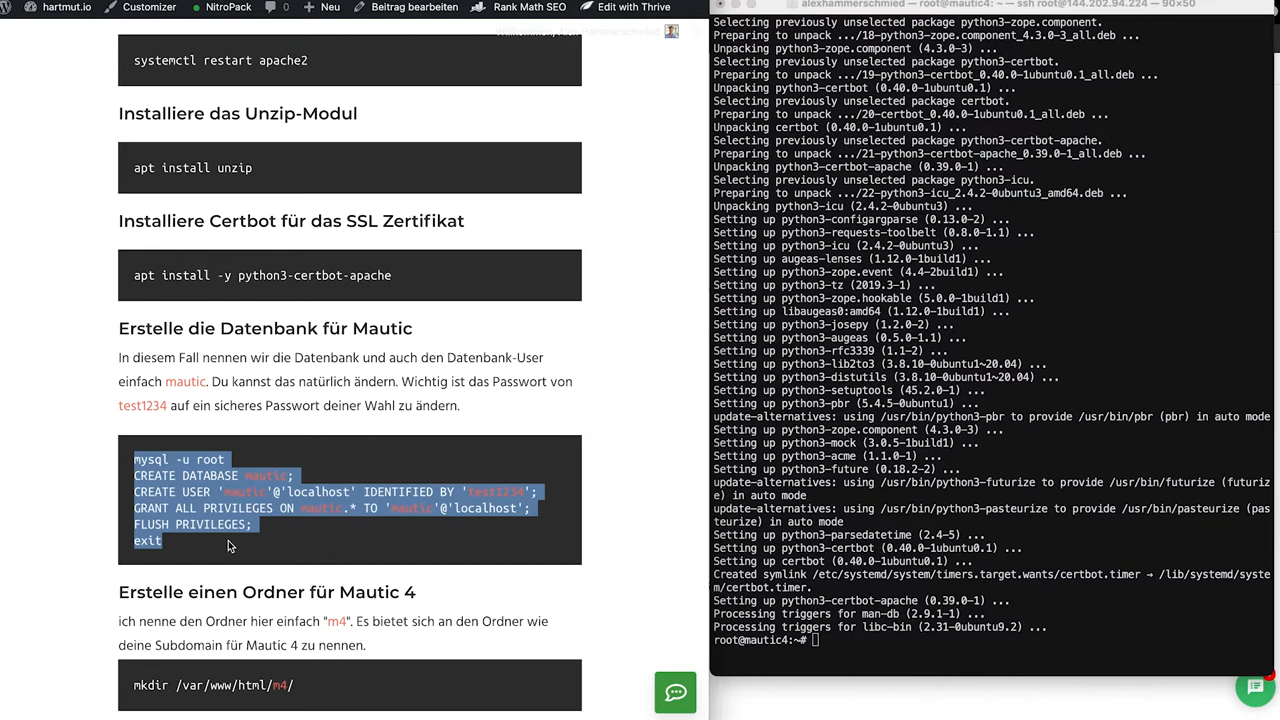 hartmut.io
Customizer
NitroPack
0
Neu
Beitrag bearbeiten
Rank Math SEO
Edit with Thrive
systemctl restart apache2
Installiere das Unzip-Modul
apt install unzip
Installiere Certbot für das SSL Zertifikat
apt install -y python3-certbot-apache
Erstelle die Datenbank für Mautic
In diesem Fall nennen wir die Datenbank und auch den Datenbank-User
einfach mautic. Du kannst das natürlich ändern. Wichtig ist das Passwort von
test1234 auf ein sicheres Passwort deiner Wahl zu ändern.
mysql -u root
CREATE DATABASE mautic;
CREATE USER 'mautic'@'localhost' IDENTIFIED BY 'test1234';
GRANT ALL PRIVILEGES ON mautic.* TO 'mautic'@'localhost';
FLUSH PRIVILEGES;
exit
Erstelle einen Ordner für Mautic 4
ich nenne den Ordner hier einfach "m4". Es bietet sich an den Ordner wie
deine Subdomain für Mautic 4 zu nennen.
mkdir /var/www/html/m4/
alexhammerschmied — root@mautic4: ~ — ssh root@144.202.94.224 — 90×50
Selecting previously unselected package python3-zope.component.
Preparing to unpack .../18-python3-zope.component_4.3.0-3_all.deb ...
Unpacking python3-zope.component (4.3.0-3) ...
Selecting previously unselected package python3-certbot.
Preparing to unpack .../19-python3-certbot_0.40.0-1ubuntu0.1_all.deb ...
Unpacking python3-certbot (0.40.0-1ubuntu0.1) ...
Selecting previously unselected package certbot.
Preparing to unpack .../20-certbot_0.40.0-1ubuntu0.1_all.deb ...
Unpacking certbot (0.40.0-1ubuntu0.1) ...
Selecting previously unselected package python3-certbot-apache.
Preparing to unpack .../21-python3-certbot-apache_0.39.0-1_all.deb ...
Unpacking python3-certbot-apache (0.39.0-1) ...
Selecting previously unselected package python3-icu.
Preparing to unpack .../22-python3-icu_2.4.2-0ubuntu3_amd64.deb ...
Unpacking python3-icu (2.4.2-0ubuntu3) ...
Setting up python3-configargparse (0.13.0-2) ...
Setting up python3-requests-toolbelt (0.8.0-1.1) ...
Setting up python3-icu (2.4.2-0ubuntu3) ...
Setting up augeas-lenses (1.12.0-1build1) ...
Setting up python3-zope.event (4.4-2build1) ...
Setting up python3-tz (2019.3-1) ...
Setting up python3-zope.hookable (5.0.0-1build1) ...
Setting up libaugeas0:amd64 (1.12.0-1build1) ...
Setting up python3-josepy (1.2.0-2) ...
Setting up python3-augeas (0.5.0-1.1) ...
Setting up python3-rfc3339 (1.1-2) ...
Setting up python3-lib2to3 (3.8.10-0ubuntu1~20.04) ...
Setting up python3-distutils (3.8.10-0ubuntu1~20.04) ...
Setting up python3-setuptools (45.2.0-1) ...
Setting up python3-pbr (5.4.5-0ubuntu1) ...
update-alternatives: using /usr/bin/python3-pbr to provide /usr/bin/pbr (pbr) in auto mode
Setting up python3-zope.component (4.3.0-3) ...
Setting up python3-mock (3.0.5-1build1) ...
Setting up python3-acme (1.1.0-1) ...
Setting up python3-future (0.18.2-2) ...
update-alternatives: using /usr/bin/python3-futurize to provide /usr/bin/futurize (futuriz
e) in auto mode
update-alternatives: using /usr/bin/python3-pasteurize to provide /usr/bin/pasteurize (pas
teurize) in auto mode
Setting up python3-parsedatetime (2.4-5) ...
Setting up python3-certbot (0.40.0-1ubuntu0.1) ...
Setting up certbot (0.40.0-1ubuntu0.1) ...
Created symlink /etc/systemd/system/timers.target.wants/certbot.timer → /lib/systemd/syste
m/certbot.timer.
Setting up python3-certbot-apache (0.39.0-1) ...
Processing triggers for man-db (2.9.1-1) ...
Processing triggers for libc-bin (2.31-0ubuntu9.2) ...
root@mautic4:~#